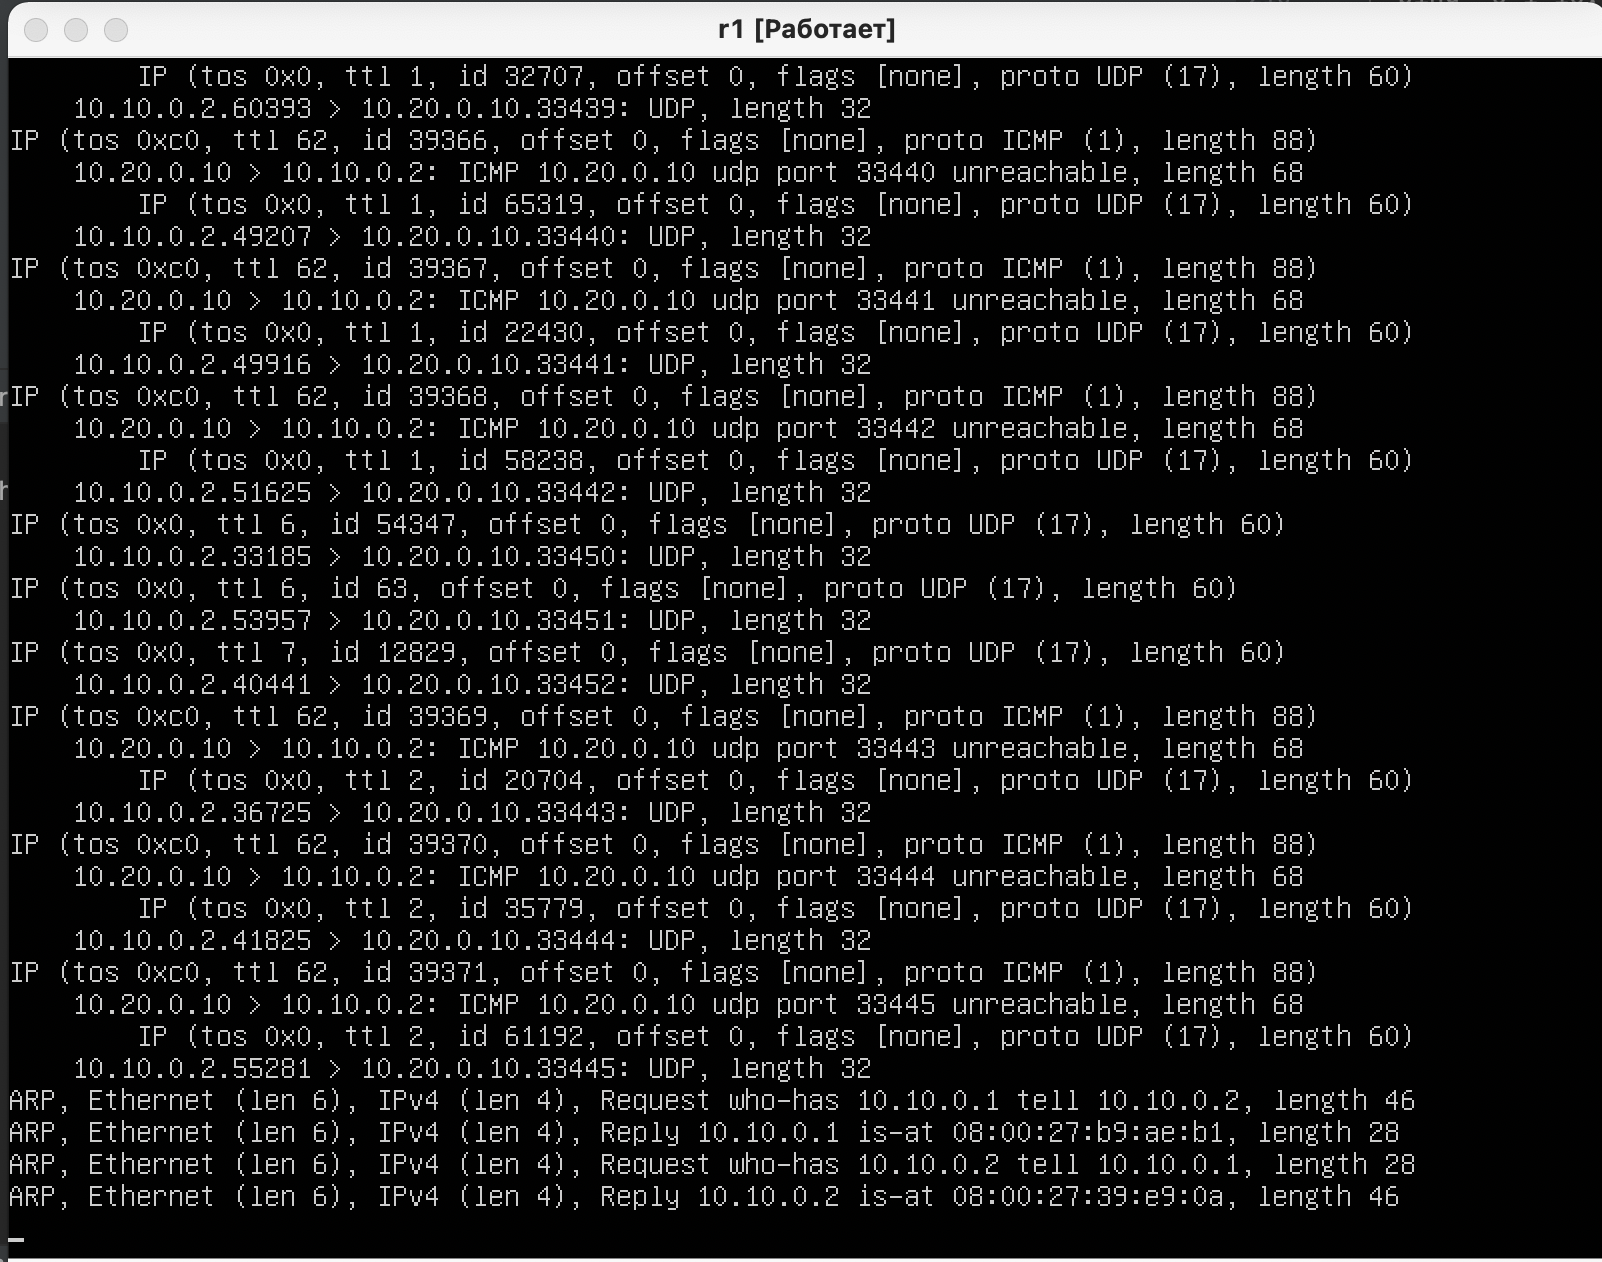 r1 [Работает]
IP (tos 0x0, ttl 1, id 32707, offset 0, flags [none], proto UDP (17), length 60)
10.10.0.2.60393 > 10.20.0.10.33439: UDP, length 32
IP (tos 0xc0, ttl 62, id 39366, offset 0, flags [none], proto ICMP (1), length 88)
10.20.0.10 > 10.10.0.2: ICMP 10.20.0.10 udp port 33440 unreachable, length 68
IP (tos 0x0, ttl 1, id 65319, offset 0, flags [none], proto UDP (17), length 60)
10.10.0.2.49207 > 10.20.0.10.33440: UDP, length 32
IP (tos 0xc0, ttl 62, id 39367, offset 0, flags [none], proto ICMP (1), length 88)
10.20.0.10 > 10.10.0.2: ICMP 10.20.0.10 udp port 33441 unreachable, length 68
IP (tos 0x0, ttl 1, id 22430, offset 0, flags [none], proto UDP (17), length 60)
10.10.0.2.49916 > 10.20.0.10.33441: UDP, length 32
IP (tos 0xc0, ttl 62, id 39368, offset 0, flags [none], proto ICMP (1), length 88)
10.20.0.10 > 10.10.0.2: ICMP 10.20.0.10 udp port 33442 unreachable, length 68
IP (tos 0x0, ttl 1, id 58238, offset 0, flags [none], proto UDP (17), length 60)
10.10.0.2.51625 > 10.20.0.10.33442: UDP, length 32
IP (tos 0x0, ttl 6, id 54347, offset 0, flags [none], proto UDP (17), length 60)
10.10.0.2.33185 > 10.20.0.10.33450: UDP, length 32
IP (tos 0x0, ttl 6, id 63, offset 0, flags [none], proto UDP (17), length 60)
10.10.0.2.53957 > 10.20.0.10.33451: UDP, length 32
IP (tos 0x0, ttl 7, id 12829, offset 0, flags [none], proto UDP (17), length 60)
10.10.0.2.40441 > 10.20.0.10.33452: UDP, length 32
IP (tos 0xc0, ttl 62, id 39369, offset 0, flags [none], proto ICMP (1), length 88)
10.20.0.10 > 10.10.0.2: ICMP 10.20.0.10 udp port 33443 unreachable, length 68
IP (tos 0x0, ttl 2, id 20704, offset 0, flags [none], proto UDP (17), length 60)
10.10.0.2.36725 > 10.20.0.10.33443: UDP, length 32
IP (tos 0xc0, ttl 62, id 39370, offset 0, flags [none], proto ICMP (1), length 88)
10.20.0.10 > 10.10.0.2: ICMP 10.20.0.10 udp port 33444 unreachable, length 68
IP (tos 0x0, ttl 2, id 35779, offset 0, flags [none], proto UDP (17), length 60)
10.10.0.2.41825 > 10.20.0.10.33444: UDP, length 32
IP (tos 0xc0, ttl 62, id 39371, offset 0, flags [none], proto ICMP (1), length 88)
10.20.0.10 > 10.10.0.2: ICMP 10.20.0.10 udp port 33445 unreachable, length 68
IP (tos 0x0, ttl 2, id 61192, offset 0, flags [none], proto UDP (17), length 60)
10.10.0.2.55281 > 10.20.0.10.33445: UDP, length 32
ARP, Ethernet (len 6), IPv4 (len 4), Request who-has 10.10.0.1 tell 10.10.0.2, length 46
ARP, Ethernet (len 6), IPv4 (len 4), Reply 10.10.0.1 is-at 08:00:27:b9:ae:b1, length 28
ARP, Ethernet (len 6), IPv4 (len 4), Request who-has 10.10.0.2 tell 10.10.0.1, length 28
ARP, Ethernet (len 6), IPv4 (len 4), Reply 10.10.0.2 is-at 08:00:27:39:e9:0a, length 46